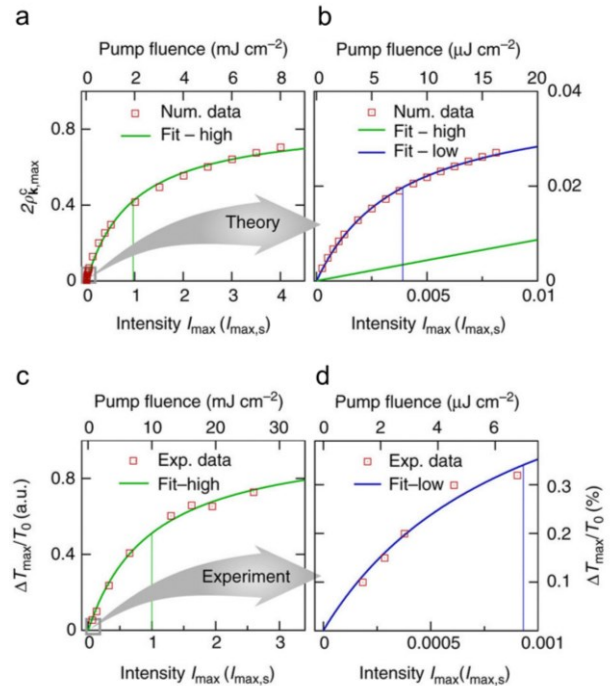 a
Pump fluence (mJ cm⁻²)
0 2 4 6 8
0.8
0.4
0
2ρᶜₖ,max
Num. data
Fit – high
Theory
0 1 2 3 4
Intensity Imax (Imax,s)
b
Pump fluence (μJ cm⁻²)
0 5 10 15 20
0.04
0.02
0
Num. data
Fit – high
Fit – low
0.005 0.01
Intensity Imax (Imax,s)
c
Pump fluence (mJ cm⁻²)
0 10 20 30
0.8
0.4
0
ΔTmax/T0 (a.u.)
Exp. data
Fit–high
Experiment
0 1 2 3
Intensity Imax (Imax,s)
d
Pump fluence (μJ cm⁻²)
0 2 4 6
0.3
0.2
0.1
ΔTmax/T0 (%)
Exp. data
Fit–low
0 0.0005 0.001
Intensity Imax(Imax,s)